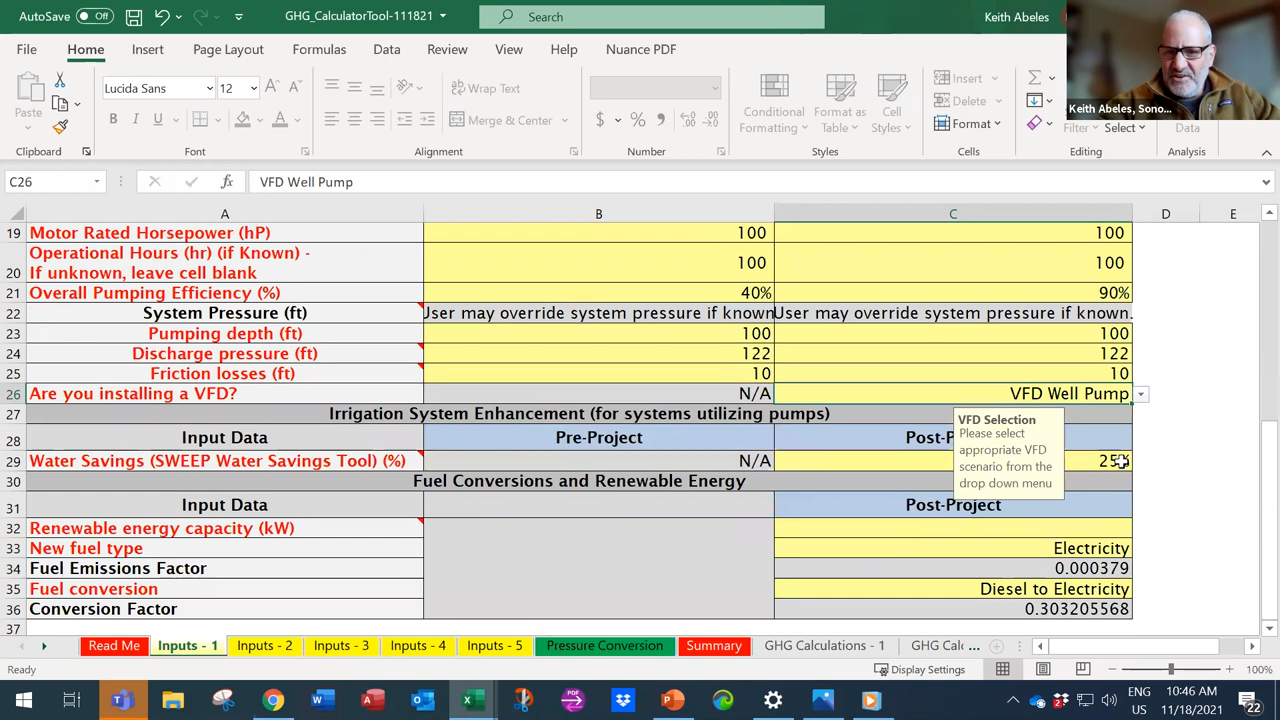 AutoSave Off GHG_CalculatorTool-111821 Search Keith Abeles
File Home Insert Page Layout Formulas Data Review View Help Nuance PDF
Paste Lucida Sans 12 Wrap Text Merge & Center Conditional Formatting Format as Table Cell Styles Insert Delete Format Filter Select Data
Clipboard Font Alignment Number Styles Cells Editing Analysis
Keith Abeles, Sono...
C26 fx VFD Well Pump
A B C D E
19 Motor Rated Horsepower (hP) 100 100
20 Operational Hours (hr) (if Known) - If unknown, leave cell blank 100 100
21 Overall Pumping Efficiency (%) 40% 90%
22 System Pressure (ft) User may override system pressure if known User may override system pressure if known.
23 Pumping depth (ft) 100 100
24 Discharge pressure (ft) 122 122
25 Friction losses (ft) 10 10
26 Are you installing a VFD? N/A VFD Well Pump
27 Irrigation System Enhancement (for systems utilizing pumps)
28 Input Data Pre-Project Post-P
29 Water Savings (SWEEP Water Savings Tool) (%) N/A 25%
30 Fuel Conversions and Renewable Energy
31 Input Data Post-Project
32 Renewable energy capacity (kW)
33 New fuel type Electricity
34 Fuel Emissions Factor 0.000379
35 Fuel conversion Diesel to Electricity
36 Conversion Factor 0.303205568
37
VFD Selection
Please select
appropriate VFD
scenario from the
drop down menu
Read Me Inputs - 1 Inputs - 2 Inputs - 3 Inputs - 4 Inputs - 5 Pressure Conversion Summary GHG Calculations - 1 GHG Calc ...
Ready Display Settings 100%
ENG 10:46 AM
US 11/18/2021 22